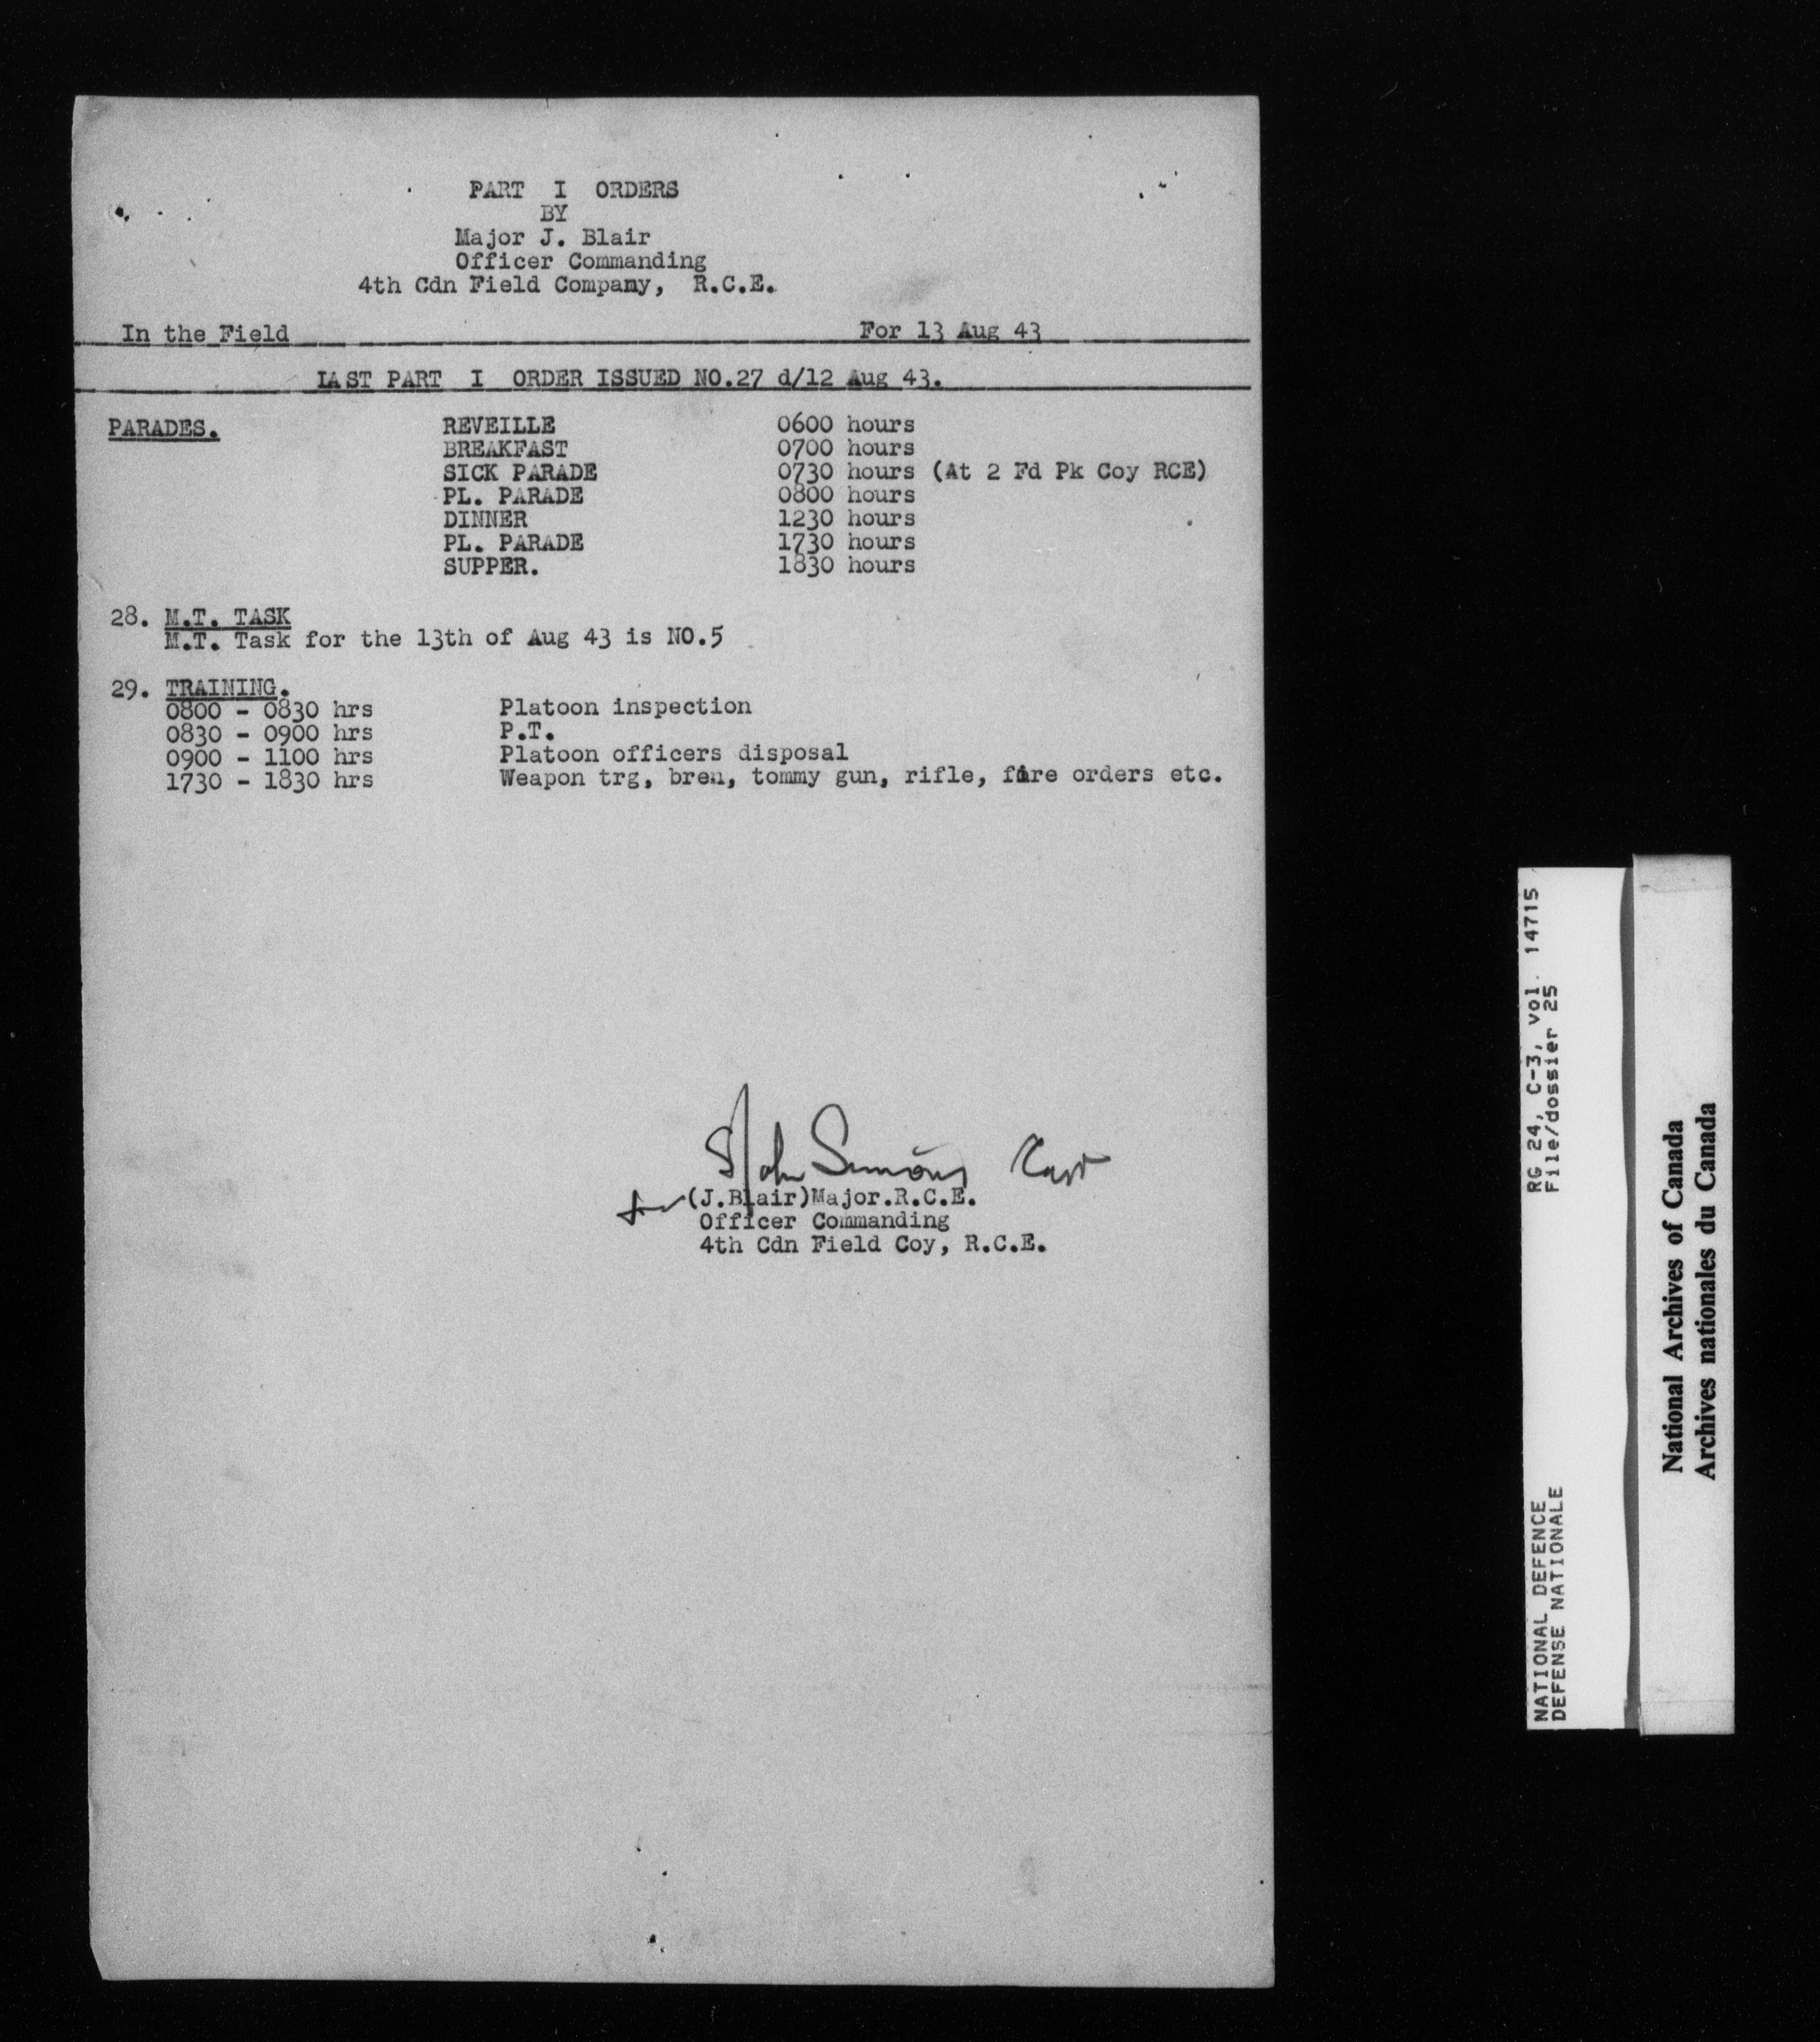 PART I ORDERS
BY
Major J. Blair
Officer Commanding
4th Cdn Field Company, R.C.E.
In the Field For 13 Aug 43
LAST PART I ORDER ISSUED NO.27 d/12 Aug 43.
PARADES. REVEILLE 0600 hours
BREAKFAST 0700 hours
SICK PARADE 0730 hours (At 2 Fd Pk Coy RCE)
PL. PARADE 0800 hours
DINNER 1230 hours
PL. PARADE 1730 hours
SUPPER. 1830 hours
28. M.T. TASK
M.T. Task for the 13th of Aug 43 is NO.5
29. TRAINING.
0800 - 0830 hrs Platoon inspection
0830 - 0900 hrs P.T.
0900 - 1100 hrs Platoon officers disposal
1730 - 1830 hrs Weapon trg, bren, tommy gun, rifle, fire orders etc.
Capt
for (J.Blair)Major.R.C.E.
Officer Commanding
4th Cdn Field Coy, R.C.E.
NATIONAL DEFENCE RG 24, C-3, vol. 14715
DEFENSE NATIONALE File/dossier 25
National Archives of Canada
Archives nationales du Canada